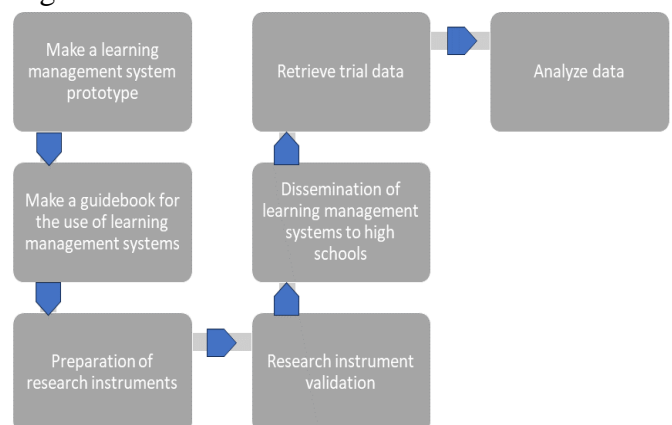 Make a learning
management system
prototype
Make a guidebook for
the use of learning
management systems
Preparation of
research instruments
Research instrument
validation
Dissemination of
learning management
systems to high
schools
Retrieve trial data
Analyze data